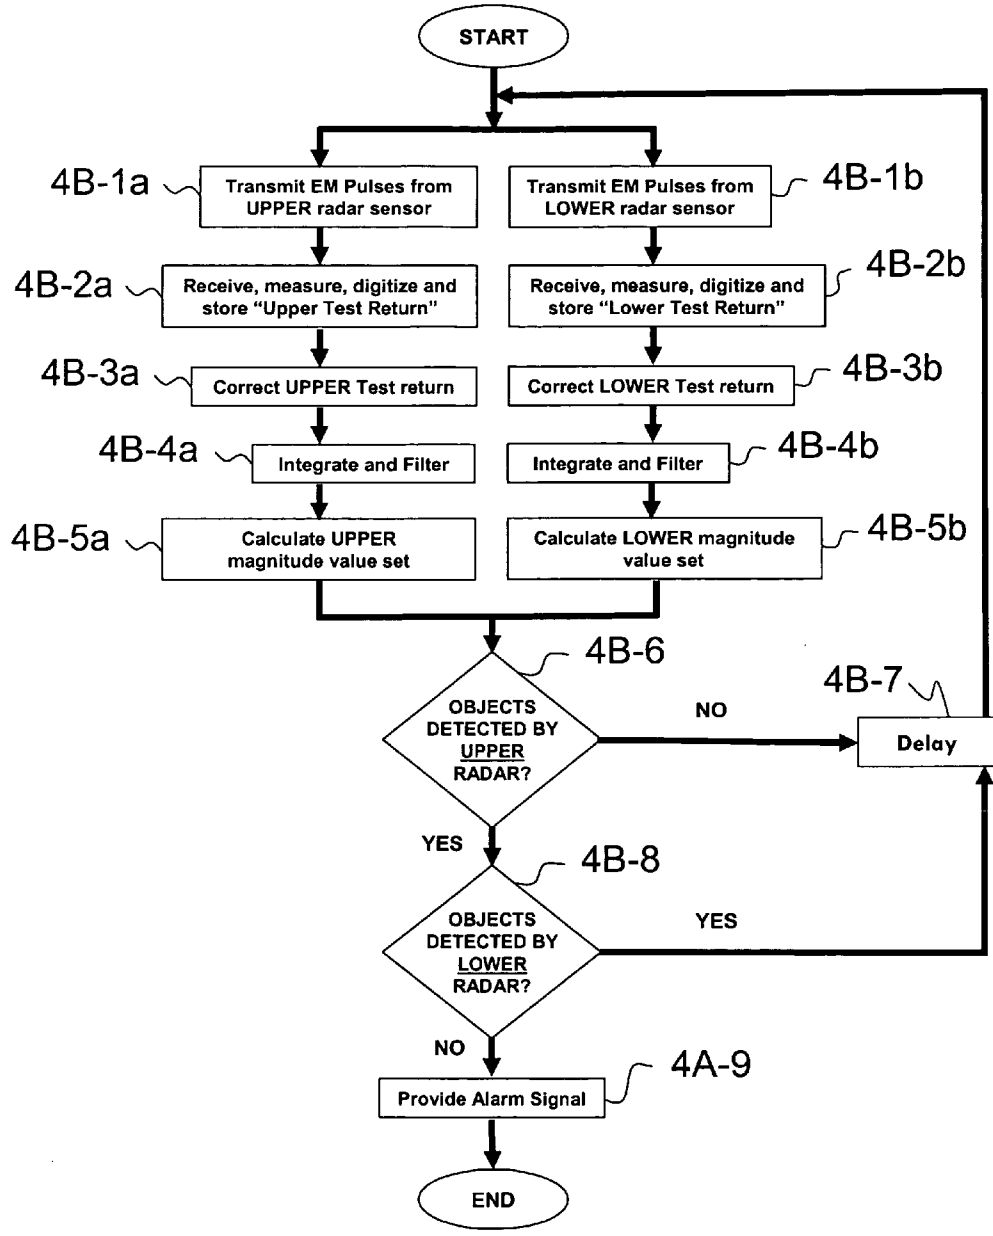 START
4B-1a
Transmit EM Pulses from
UPPER radar sensor
Transmit EM Pulses from
LOWER radar sensor
4B-1b
4B-2a
Receive, measure, digitize and
store “Upper Test Return”
Receive, measure, digitize and
store “Lower Test Return”
4B-2b
4B-3a
Correct UPPER Test return
Correct LOWER Test return
4B-3b
4B-4a
Integrate and Filter
Integrate and Filter
4B-4b
4B-5a
Calculate UPPER
magnitude value set
Calculate LOWER magnitude
value set
4B-5b
4B-6
OBJECTS
DETECTED BY
UPPER
RADAR?
NO
4B-7
Delay
YES
4B-8
OBJECTS
DETECTED BY
LOWER
RADAR?
YES
NO
4A-9
Provide Alarm Signal
END